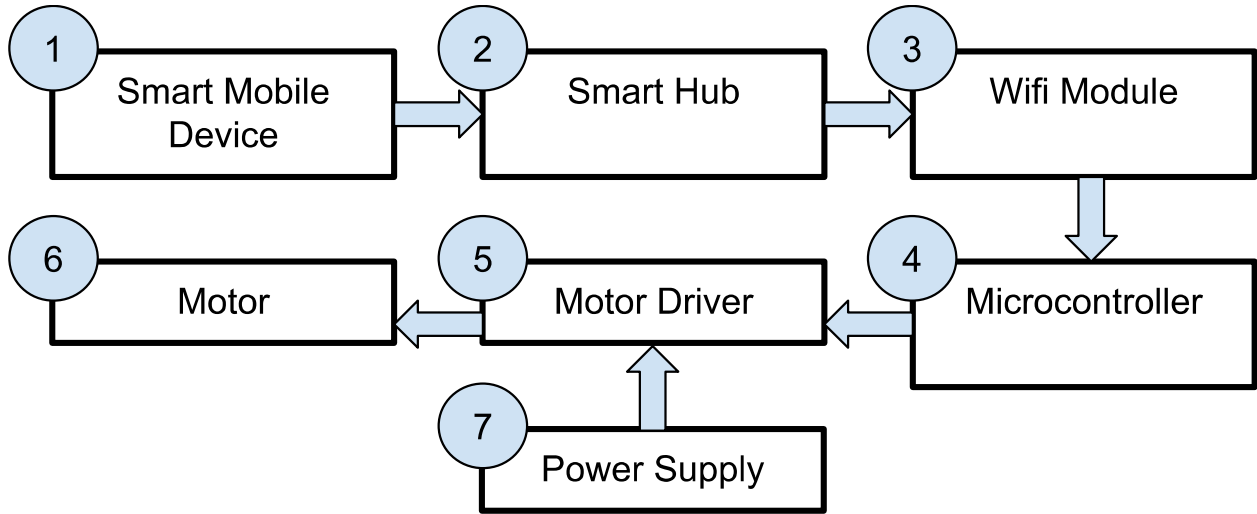 1
Smart Mobile
Device
2
Smart Hub
3
Wifi Module
6
Motor
5
Motor Driver
4
Microcontroller
7
Power Supply